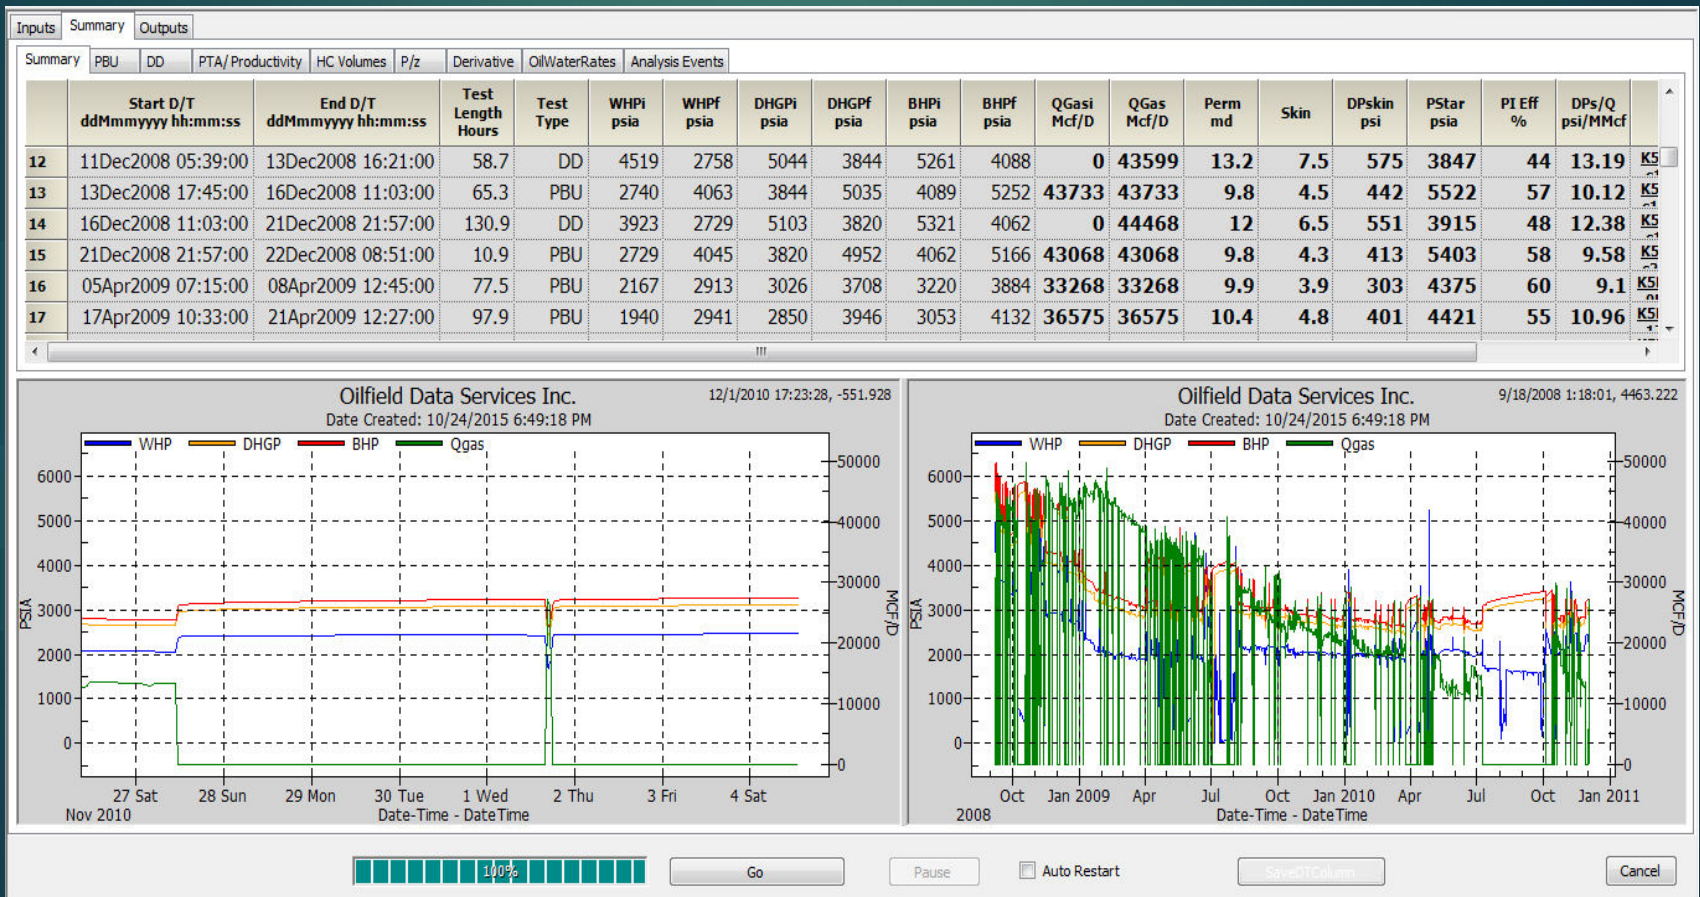 Inputs Summary Outputs
Summary PBU DD PTA/Productivity HC Volumes P/z Derivative OilWaterRates Analysis Events
Start D/T ddMmmyyyy hh:mm:ss End D/T ddMmmyyyy hh:mm:ss Test Length Hours Test Type WHPi psia WHPf psia DHGPi psia DHGPf psia BHPi psia BHPf psia QGasi Mcf/D QGas Mcf/D Perm md Skin DPskin psi PStar psia PI Eff % DPs/Q psi/MMcf
12 11Dec2008 05:39:00 13Dec2008 16:21:00 58.7 DD 4519 2758 5044 3844 5261 4088 0 43599 13.2 7.5 575 3847 44 13.19 K5
13 13Dec2008 17:45:00 16Dec2008 11:03:00 65.3 PBU 2740 4063 3844 5035 4089 5252 43733 43733 9.8 4.5 442 5522 57 10.12 K5
14 16Dec2008 11:03:00 21Dec2008 21:57:00 130.9 DD 3923 2729 5103 3820 5321 4062 0 44468 12 6.5 551 3915 48 12.38 K5
15 21Dec2008 21:57:00 22Dec2008 08:51:00 10.9 PBU 2729 4045 3820 4952 4062 5166 43068 43068 9.8 4.3 413 5403 58 9.58 K5
16 05Apr2009 07:15:00 08Apr2009 12:45:00 77.5 PBU 2167 2913 3026 3708 3220 3884 33268 33268 9.9 3.9 303 4375 60 9.1
17 17Apr2009 10:33:00 21Apr2009 12:27:00 97.9 PBU 1940 2941 2850 3946 3053 4132 36575 36575 10.4 4.8 401 4421 55 10.96
Oilfield Data Services Inc. 12/1/2010 17:23:28, -551.928
Date Created: 10/24/2015 6:49:18 PM
WHP DHGP BHP Qgas
6000
5000
4000
3000
2000
1000
0
PSIA
50000
40000
30000
20000
10000
0
MCF/D
27 Sat 28 Sun 29 Mon 30 Tue 1 Wed 2 Thu 3 Fri 4 Sat
Nov 2010 Date-Time - DateTime
Oilfield Data Services Inc. 9/18/2008 1:18:01, 4463.222
Date Created: 10/24/2015 6:49:18 PM
WHP DHGP BHP Qgas
6000
5000
4000
3000
2000
1000
0
PSIA
50000
40000
30000
20000
10000
0
MCF/D
Oct Jan 2009 Apr Jul Oct Jan 2010 Apr Jul Oct Jan 2011
2008 Date-Time - DateTime
100% Go Pause Auto Restart SaveDTColumn Cancel